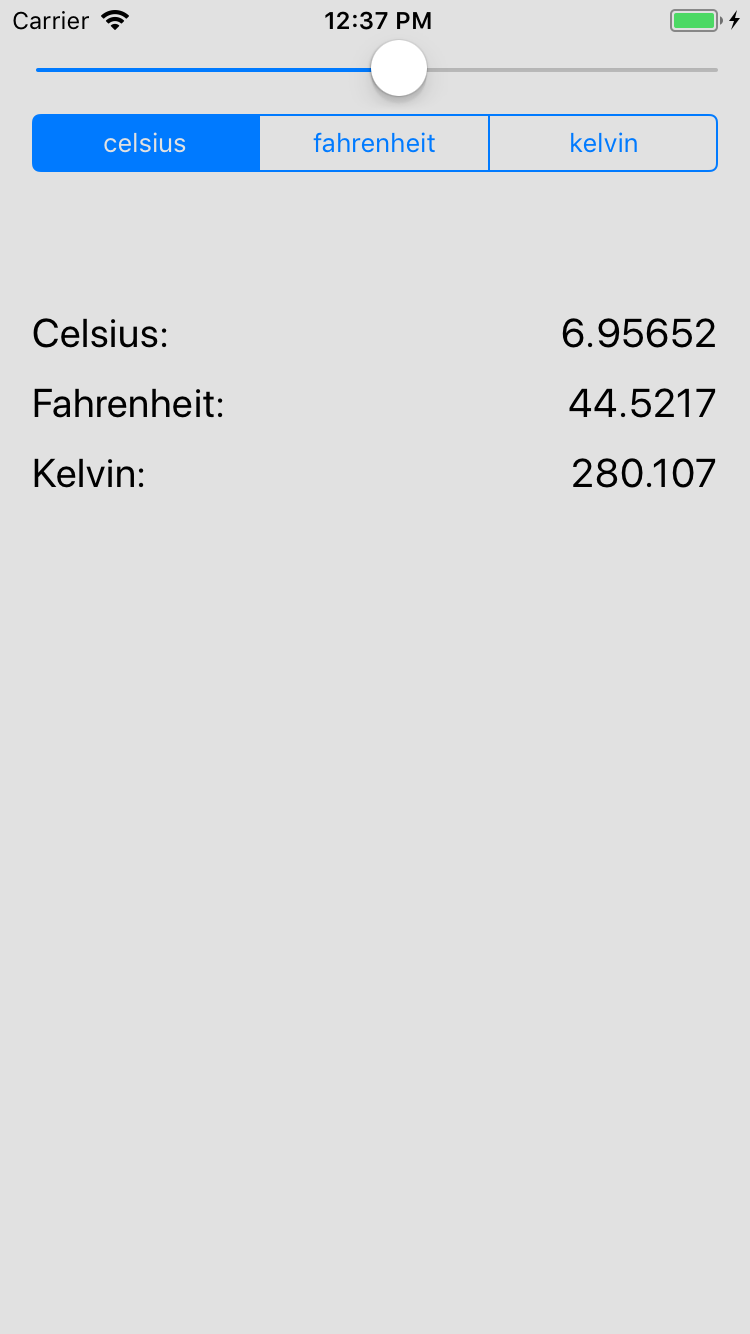 Carrier 12:37 PM
celsius fahrenheit kelvin
Celsius: 6.95652
Fahrenheit: 44.5217
Kelvin: 280.107